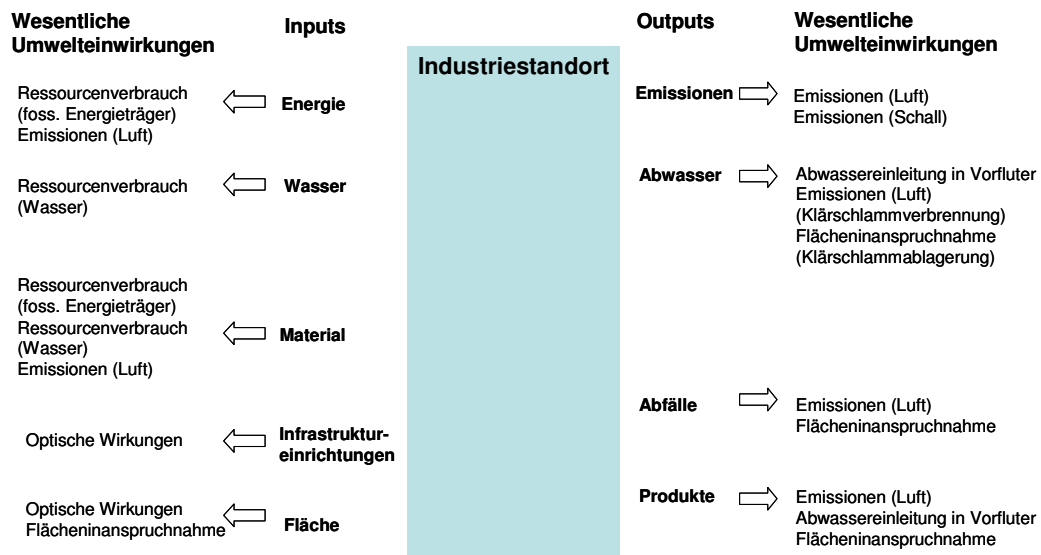 Wesentliche
Umwelteinwirkungen
Inputs
Industriestandort
Outputs
Wesentliche
Umwelteinwirkungen
Ressourcenverbrauch
(foss. Energieträger)
Emissionen (Luft)
Energie
Ressourcenverbrauch
(Wasser)
Wasser
Ressourcenverbrauch
(foss. Energieträger)
Ressourcenverbrauch
(Wasser)
Emissionen (Luft)
Material
Optische Wirkungen
Infrastruktur-
einrichtungen
Optische Wirkungen
Flächeninanspruchnahme
Fläche
Emissionen
Emissionen (Luft)
Emissionen (Schall)
Abwasser
Abwassereinleitung in Vorfluter
Emissionen (Luft)
(Klärschlammverbrennung)
Flächeninanspruchnahme
(Klärschlammablagerung)
Abfälle
Emissionen (Luft)
Flächeninanspruchnahme
Produkte
Emissionen (Luft)
Abwassereinleitung in Vorfluter
Flächeninanspruchnahme